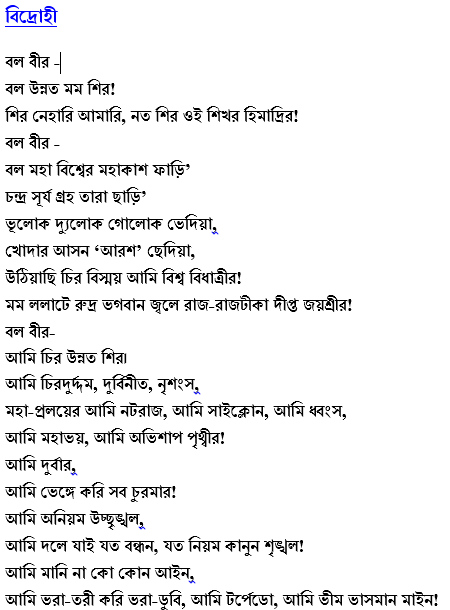 বিদ্রোহী
বল বীর -
বল উন্নত মম শির!
শির নেহারি আমারি, নত শির ওই শিখর হিমাদ্রির!
বল বীর -
বল মহা বিশ্বের মহাকাশ ফাড়ি’
চন্দ্র সূর্য গ্রহ তারা ছাড়ি’
ভূলোক দ্যুলোক গোলোক ভেদিয়া,
খোদার আসন ‘আরশ’ ছেদিয়া,
উঠিয়াছি চির বিস্ময় আমি বিশ্ব বিধাত্রীর!
মম ললাটে রুদ্র ভগবান জ্বলে রাজ-রাজটীকা দীপ্ত জয়শ্রীর!
বল বীর-
আমি চির উন্নত শির।
আমি চিরদুর্দ্দম, দুর্বিনীত, নৃশংস,
মহা-প্রলয়ের আমি নটরাজ, আমি সাইক্লোন, আমি ধ্বংস,
আমি মহাভয়, আমি অভিশাপ পৃথ্বীর!
আমি দুর্বার,
আমি ভেঙ্গে করি সব চুরমার!
আমি অনিয়ম উচ্ছৃঙ্খল,
আমি দলে যাই যত বন্ধন, যত নিয়ম কানুন শৃঙ্খল!
আমি মানি না কো কোন আইন,
আমি ভরা-তরী করি ভরা-ডুবি, আমি টর্পেডো, আমি ভীম ভাসমান মাইন!